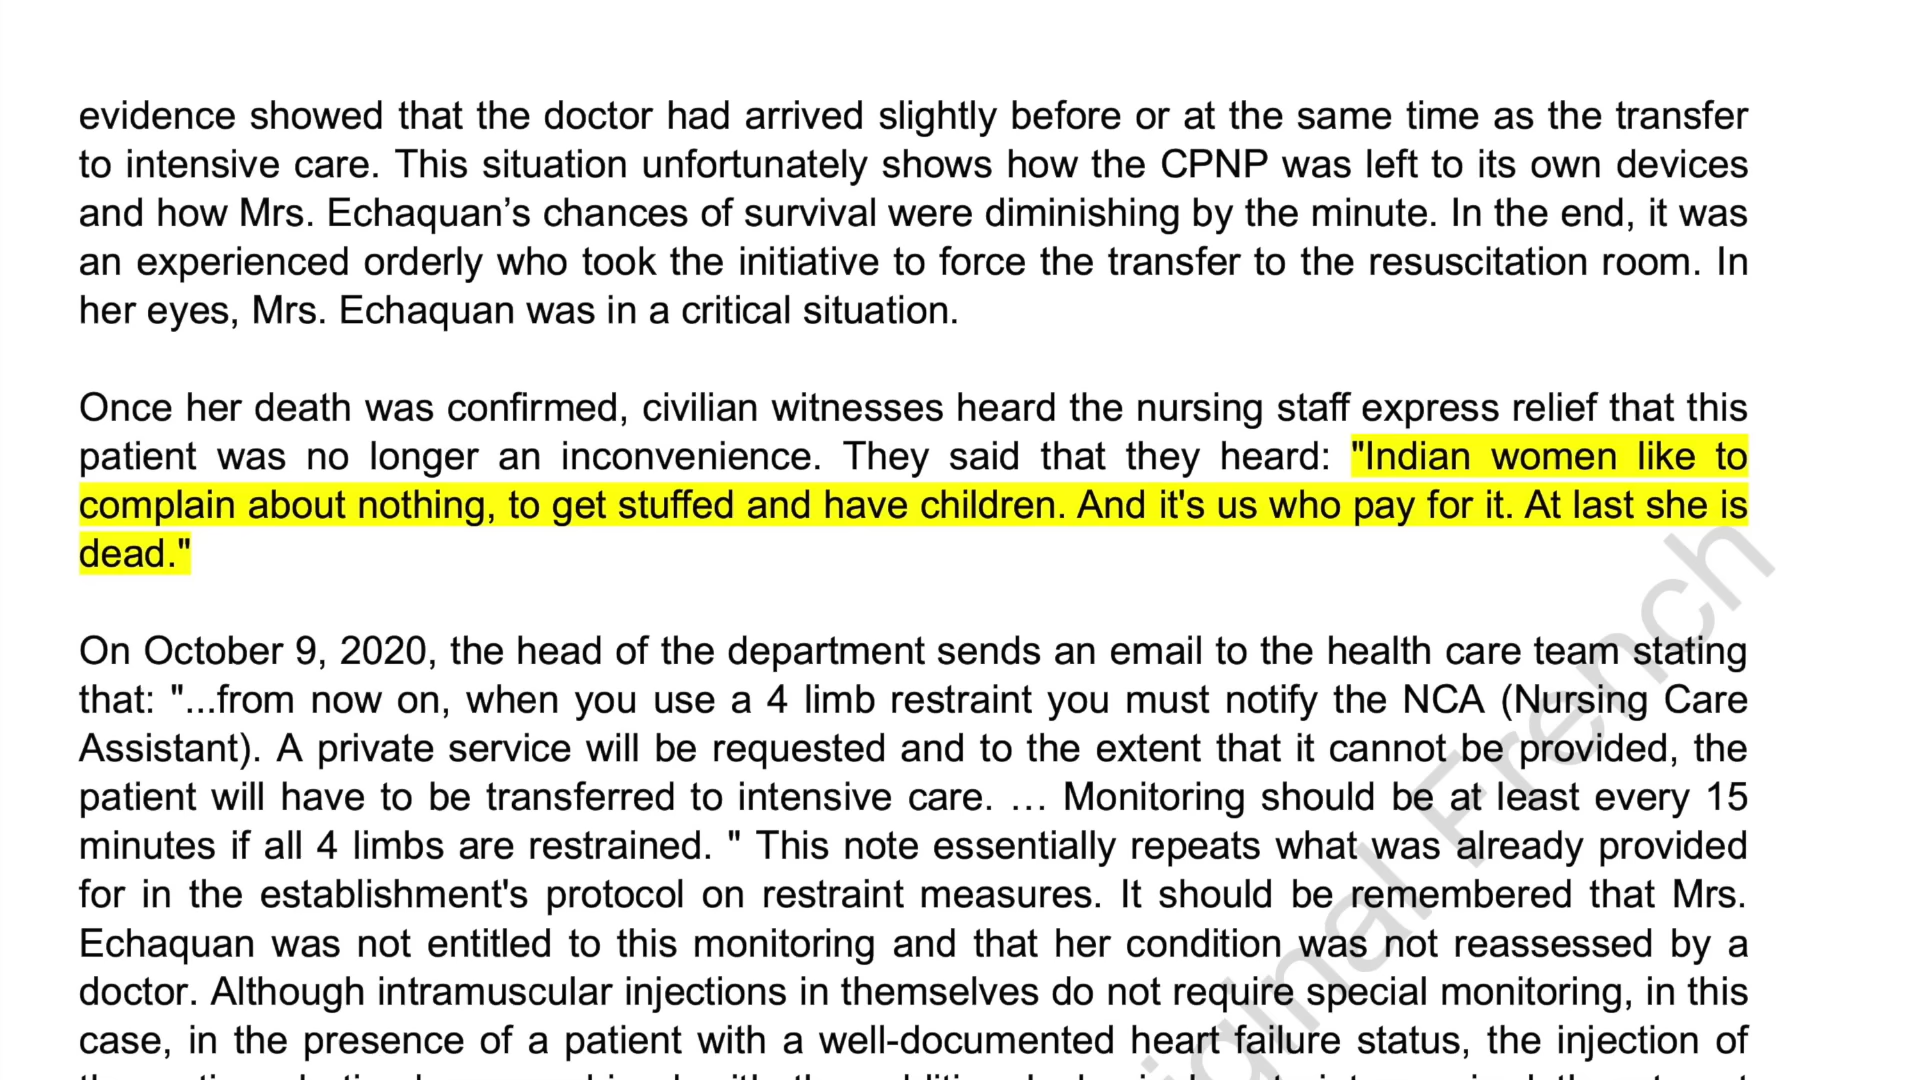 evidence showed that the doctor had arrived slightly before or at the same time as the transfer
to intensive care. This situation unfortunately shows how the CPNP was left to its own devices
and how Mrs. Echaquan’s chances of survival were diminishing by the minute. In the end, it was
an experienced orderly who took the initiative to force the transfer to the resuscitation room. In
her eyes, Mrs. Echaquan was in a critical situation.
Once her death was confirmed, civilian witnesses heard the nursing staff express relief that this
patient was no longer an inconvenience. They said that they heard: "Indian women like to
complain about nothing, to get stuffed and have children. And it's us who pay for it. At last she is
dead."
On October 9, 2020, the head of the department sends an email to the health care team stating
that: "...from now on, when you use a 4 limb restraint you must notify the NCA (Nursing Care
Assistant). A private service will be requested and to the extent that it cannot be provided, the
patient will have to be transferred to intensive care. … Monitoring should be at least every 15
minutes if all 4 limbs are restrained. " This note essentially repeats what was already provided
for in the establishment's protocol on restraint measures. It should be remembered that Mrs.
Echaquan was not entitled to this monitoring and that her condition was not reassessed by a
doctor. Although intramuscular injections in themselves do not require special monitoring, in this
case, in the presence of a patient with a well-documented heart failure status, the injection of
French